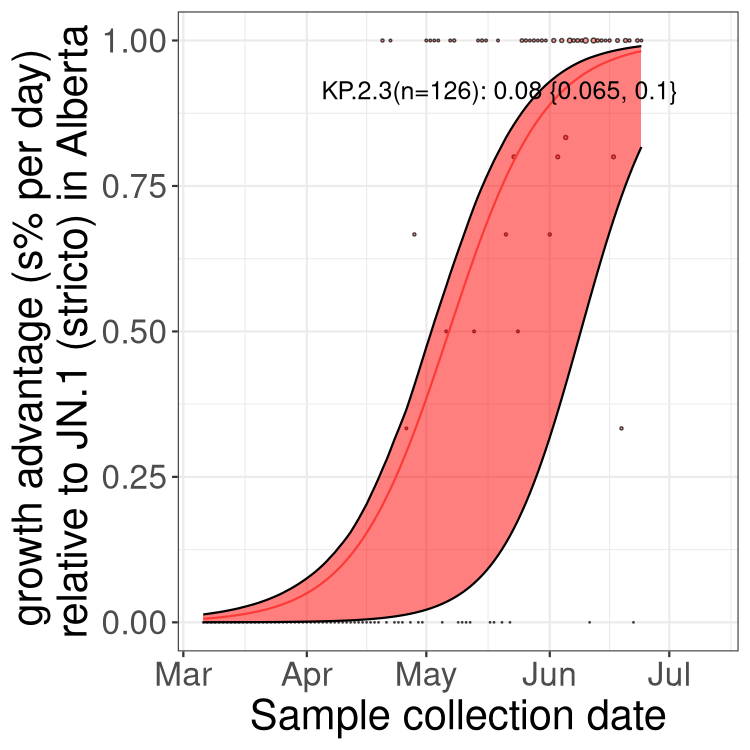 growth advantage (s% per day)
relative to JN.1 (stricto) in Alberta
1.00
0.75
0.50
0.25
0.00
KP.2.3(n=126): 0.08 {0.065, 0.1}
Mar Apr May Jun Jul
Sample collection date